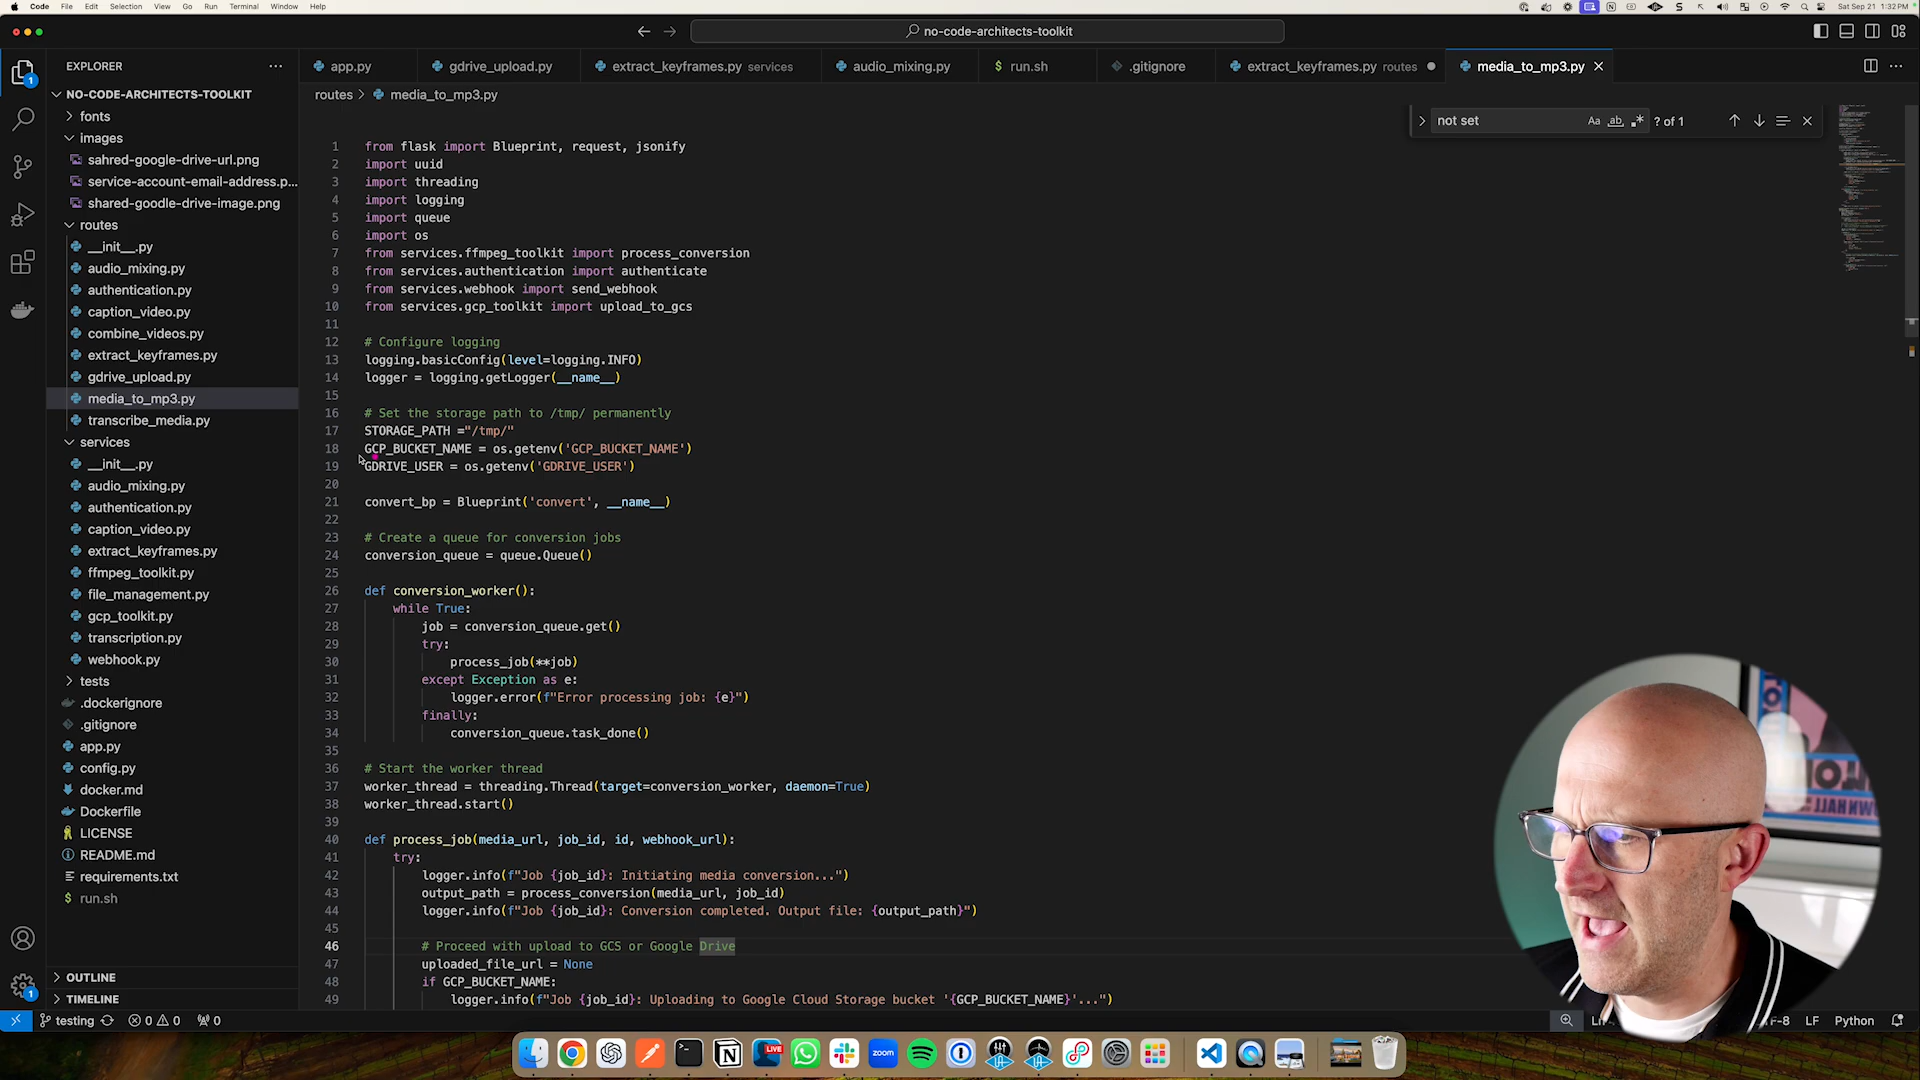 Code File Edit Selection View Go Run Terminal Window Help
Sat Sep 21 1:32 PM
no-code-architects-toolkit
EXPLORER
app.py
gdrive_upload.py
extract_keyframes.py services
audio_mixing.py
run.sh
.gitignore
extract_keyframes.py routes
media_to_mp3.py
routes > media_to_mp3.py
not set
Aa ab ? of 1
NO-CODE-ARCHITECTS-TOOLKIT
fonts
images
sahred-google-drive-url.png
service-account-email-address.p...
shared-goodle-drive-image.png
routes
__init__.py
audio_mixing.py
authentication.py
caption_video.py
combine_videos.py
extract_keyframes.py
gdrive_upload.py
media_to_mp3.py
transcribe_media.py
services
__init__.py
audio_mixing.py
authentication.py
caption_video.py
extract_keyframes.py
ffmpeg_toolkit.py
file_management.py
gcp_toolkit.py
transcription.py
webhook.py
tests
.dockerignore
.gitignore
app.py
config.py
docker.md
Dockerfile
LICENSE
README.md
requirements.txt
run.sh
OUTLINE
TIMELINE
1 from flask import Blueprint, request, jsonify
2 import uuid
3 import threading
4 import logging
5 import queue
6 import os
7 from services.ffmpeg_toolkit import process_conversion
8 from services.authentication import authenticate
9 from services.webhook import send_webhook
10 from services.gcp_toolkit import upload_to_gcs
11
12 # Configure logging
13 logging.basicConfig(level=logging.INFO)
14 logger = logging.getLogger(__name__)
15
16 # Set the storage path to /tmp/ permanently
17 STORAGE_PATH ="/tmp/"
18 GCP_BUCKET_NAME = os.getenv('GCP_BUCKET_NAME')
19 GDRIVE_USER = os.getenv('GDRIVE_USER')
20
21 convert_bp = Blueprint('convert', __name__)
22
23 # Create a queue for conversion jobs
24 conversion_queue = queue.Queue()
25
26 def conversion_worker():
27 while True:
28 job = conversion_queue.get()
29 try:
30 process_job(**job)
31 except Exception as e:
32 logger.error(f"Error processing job: {e}")
33 finally:
34 conversion_queue.task_done()
35
36 # Start the worker thread
37 worker_thread = threading.Thread(target=conversion_worker, daemon=True)
38 worker_thread.start()
39
40 def process_job(media_url, job_id, id, webhook_url):
41 try:
42 logger.info(f"Job {job_id}: Initiating media conversion...")
43 output_path = process_conversion(media_url, job_id)
44 logger.info(f"Job {job_id}: Conversion completed. Output file: {output_path}")
45
46 # Proceed with upload to GCS or Google Drive
47 uploaded_file_url = None
48 if GCP_BUCKET_NAME:
49 logger.info(f"Job {job_id}: Uploading to Google Cloud Storage bucket '{GCP_BUCKET_NAME}'...")
testing 0 0 0
LF Python
LIVE
zoom